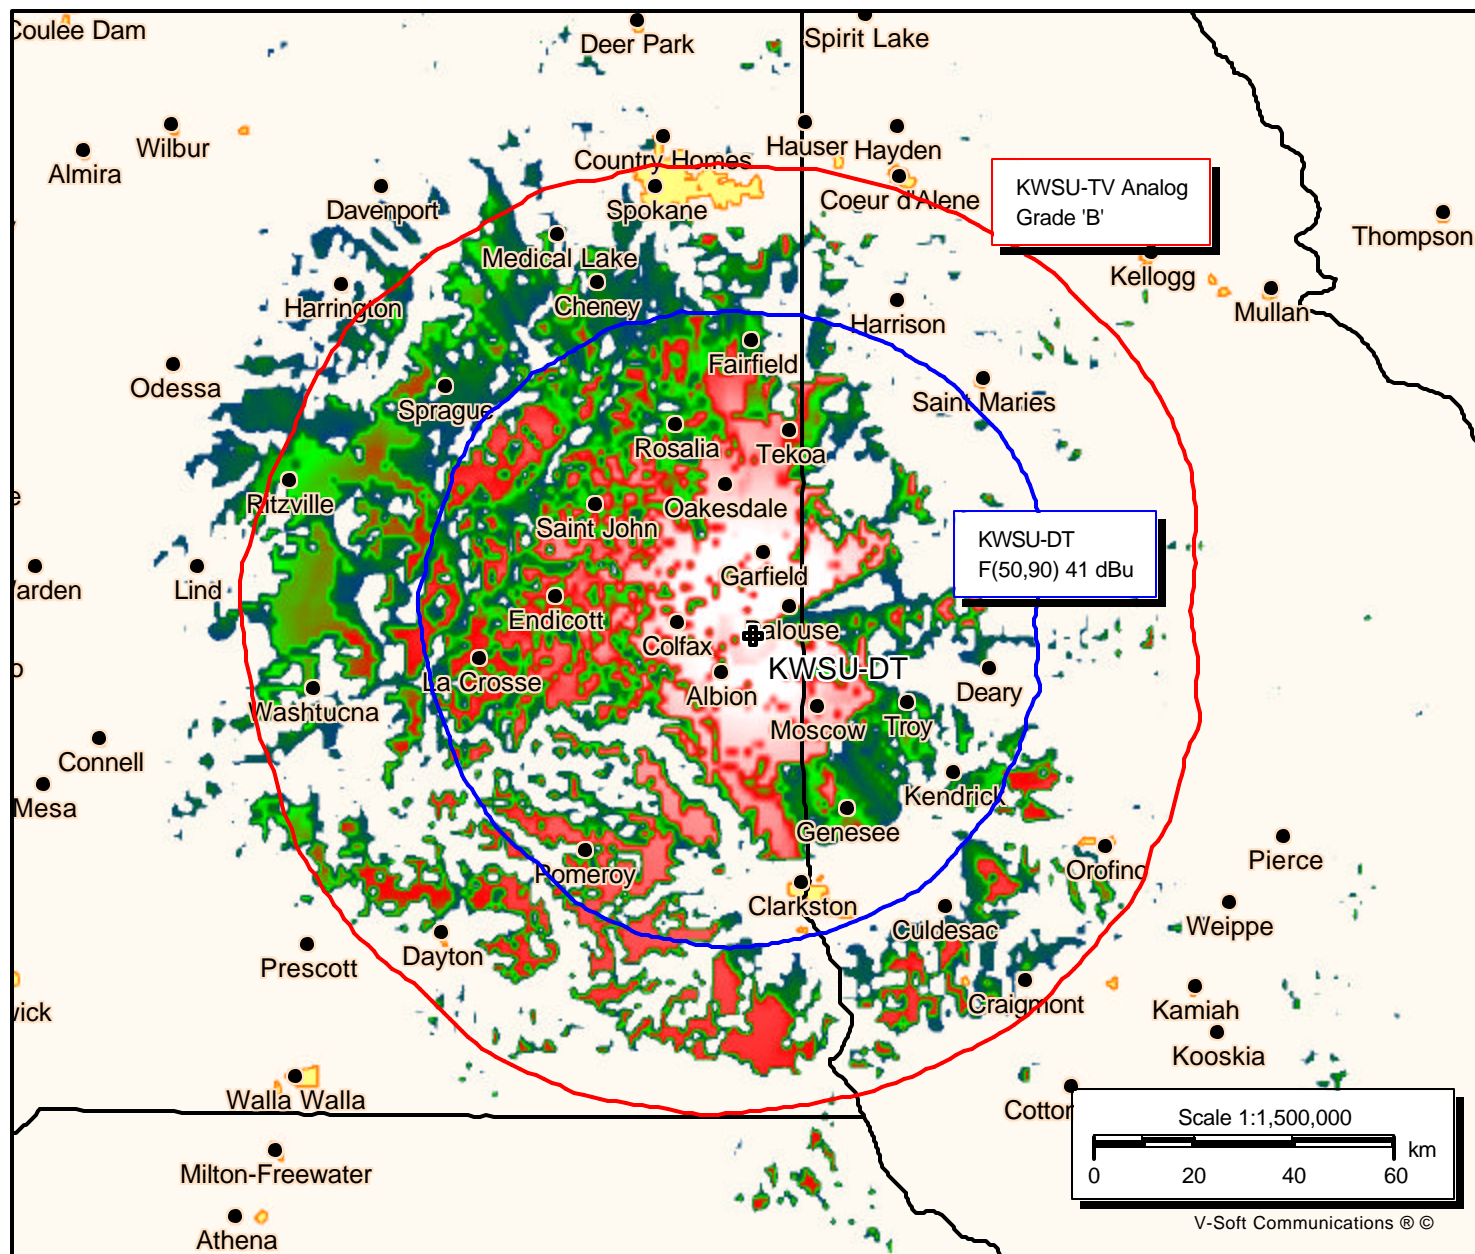 Coulee Dam
Deer Park
Spirit Lake
Wilbur
Almira
Country Homes
Hauser
Hayden
KWSU-TV Analog
Grade 'B'
Davenport
Spokane
Coeur d'Alene
Thompson
Medical Lake
Kellogg
Harrington
Cheney
Harrison
Mullan
Fairfield
Odessa
Sprague
Saint Maries
Rosalia
Tekoa
Ritzville
Oakesdale
Saint John
KWSU-DT
F(50,90) 41 dBu
Lind
Garfield
Endicott
Colfax
Palouse
KWSU-DT
La Crosse
Albion
Deary
Washtucna
Moscow
Troy
Connell
Mesa
Kendrick
Genesee
Pierce
Orofino
Pomeroy
Clarkston
Culdesac
Weippe
Dayton
Prescott
Craigmont
Kamiah
Kooskia
Walla Walla
Scale 1:1,500,000
km
0 20 40 60
Milton-Freewater
V-Soft Communications ® ©
Athena